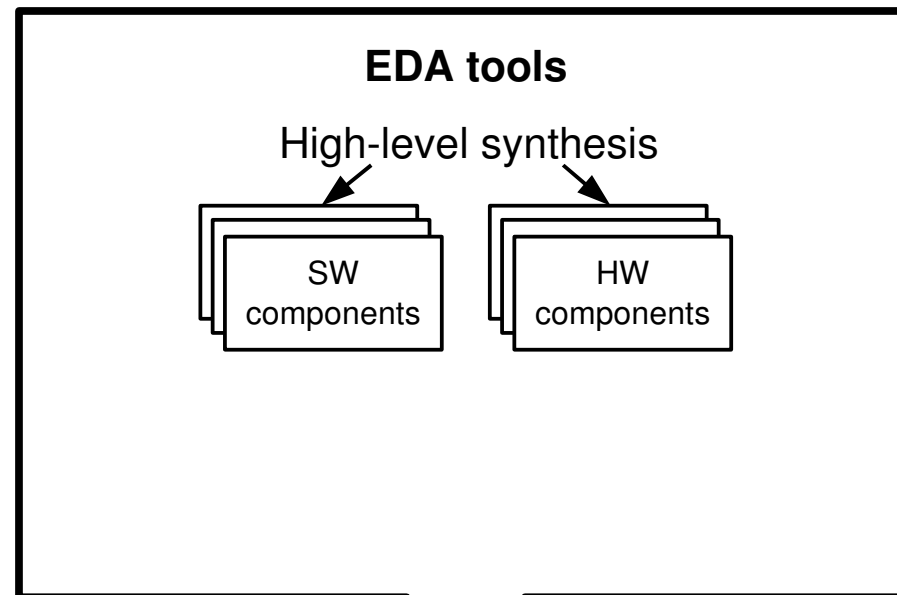 EDA tools
High-level synthesis
SW
components
HW
components